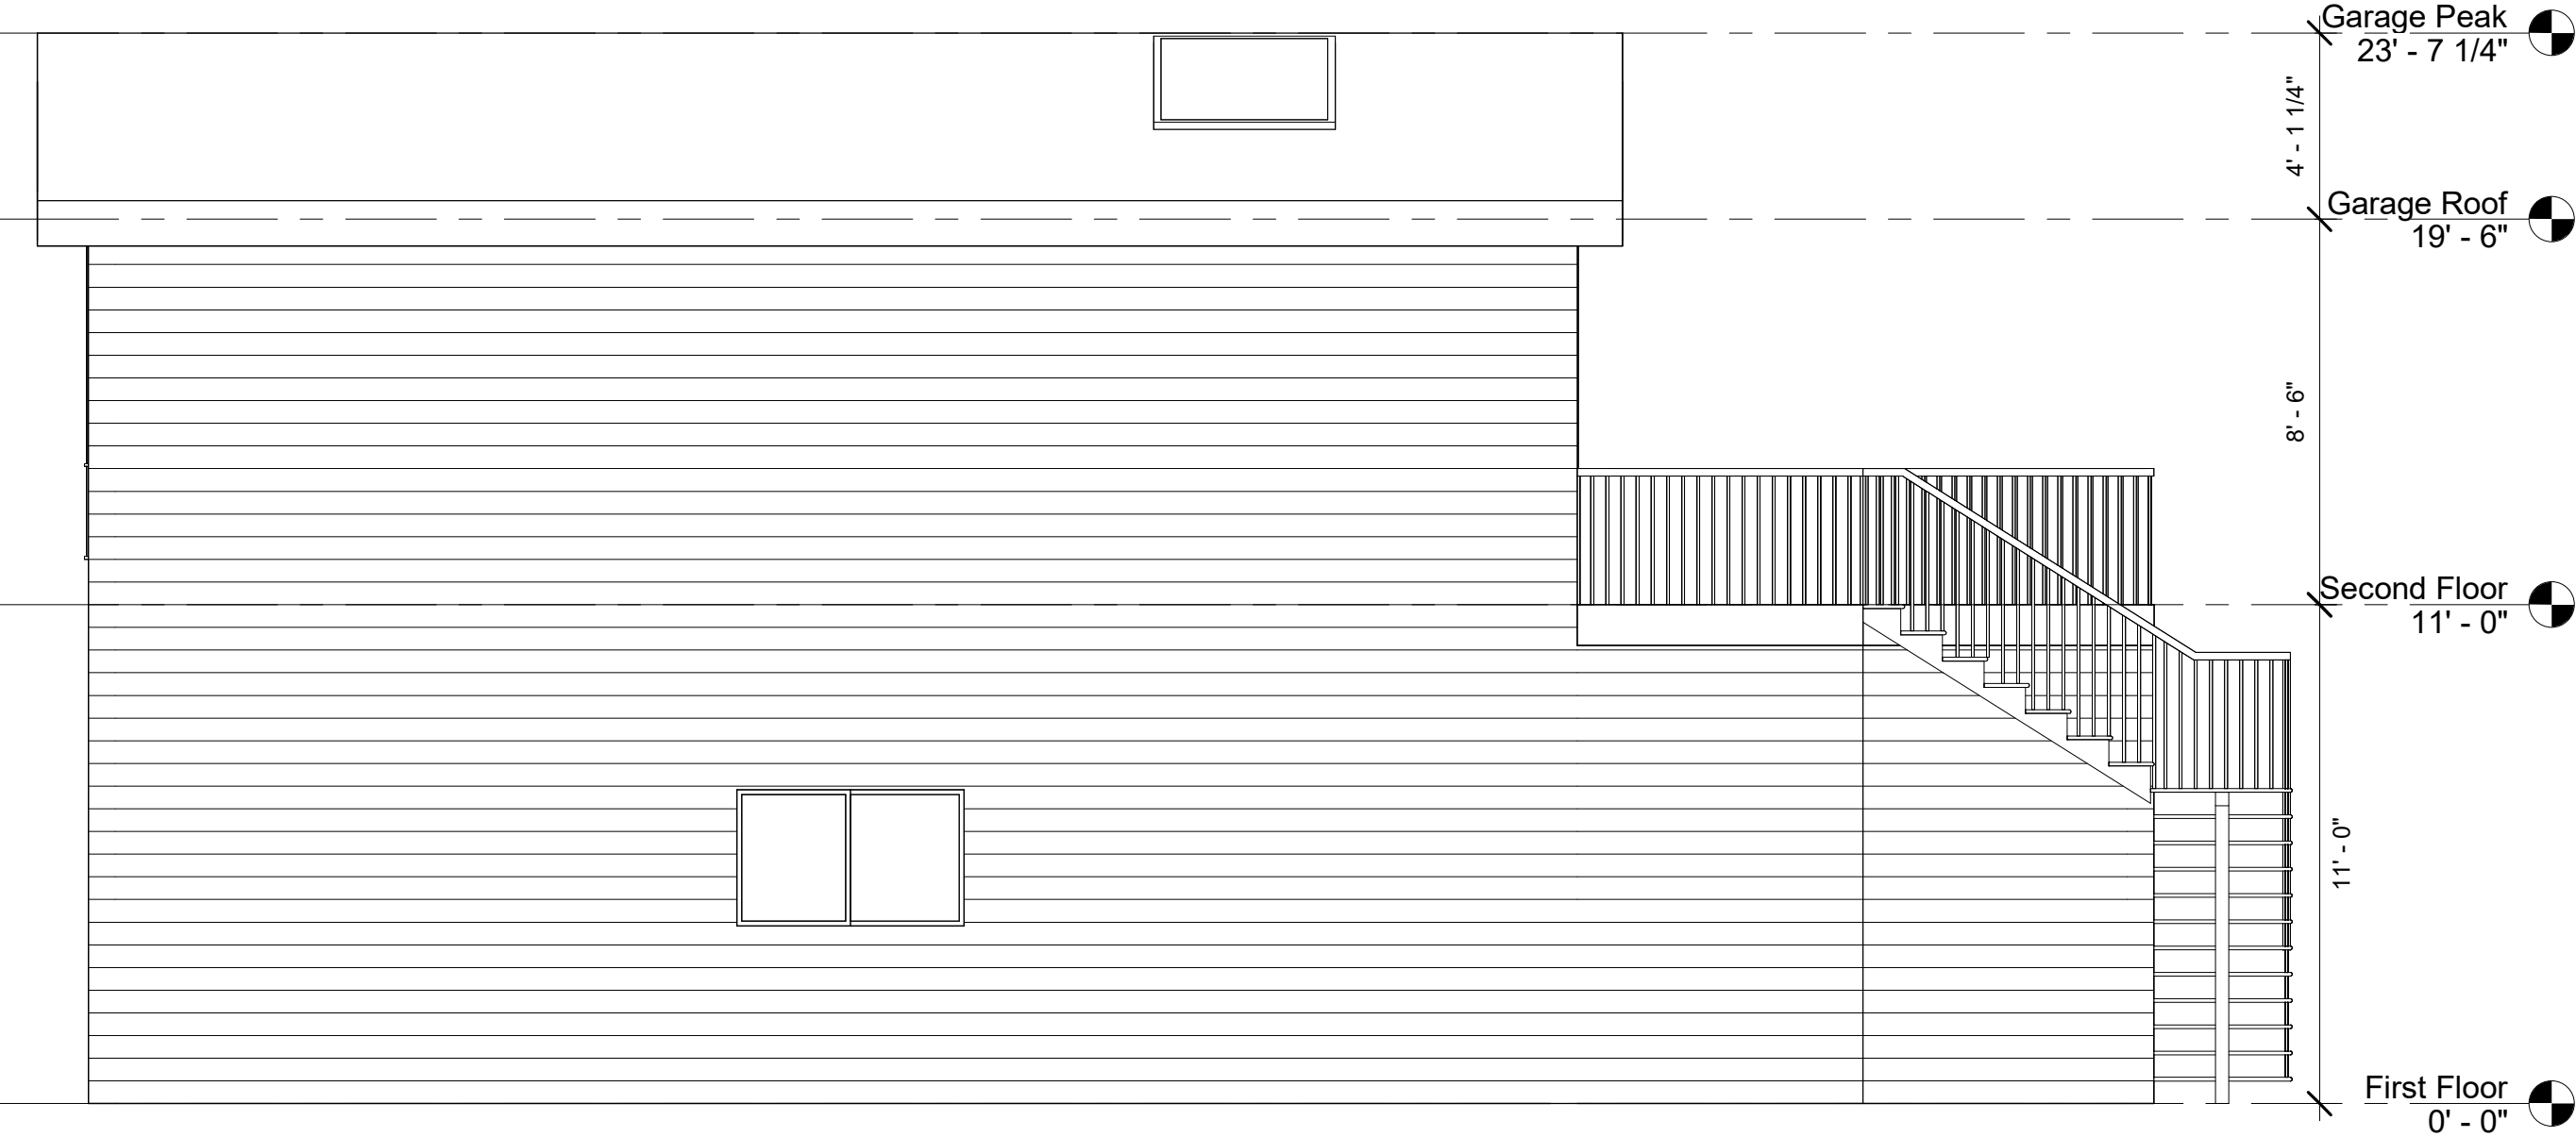 Garage Peak
23' - 7 1/4"
4' - 1 1/4"
Garage Roof
19' - 6"
8' - 6"
Second Floor
11' - 0"
11' - 0"
First Floor
0' - 0"